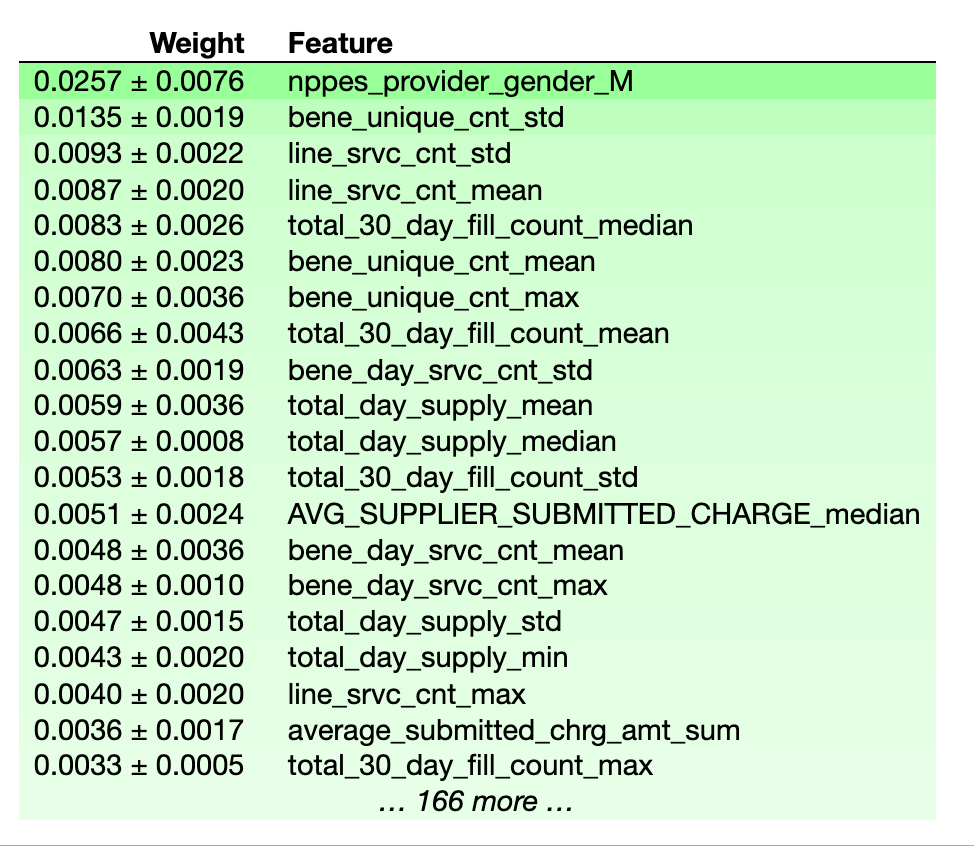 Weight Feature
0.0257 ± 0.0076 nppes_provider_gender_M
0.0135 ± 0.0019 bene_unique_cnt_std
0.0093 ± 0.0022 line_srvc_cnt_std
0.0087 ± 0.0020 line_srvc_cnt_mean
0.0083 ± 0.0026 total_30_day_fill_count_median
0.0080 ± 0.0023 bene_unique_cnt_mean
0.0070 ± 0.0036 bene_unique_cnt_max
0.0066 ± 0.0043 total_30_day_fill_count_mean
0.0063 ± 0.0019 bene_day_srvc_cnt_std
0.0059 ± 0.0036 total_day_supply_mean
0.0057 ± 0.0008 total_day_supply_median
0.0053 ± 0.0018 total_30_day_fill_count_std
0.0051 ± 0.0024 AVG_SUPPLIER_SUBMITTED_CHARGE_median
0.0048 ± 0.0036 bene_day_srvc_cnt_mean
0.0048 ± 0.0010 bene_day_srvc_cnt_max
0.0047 ± 0.0015 total_day_supply_std
0.0043 ± 0.0020 total_day_supply_min
0.0040 ± 0.0020 line_srvc_cnt_max
0.0036 ± 0.0017 average_submitted_chrg_amt_sum
0.0033 ± 0.0005 total_30_day_fill_count_max
… 166 more …